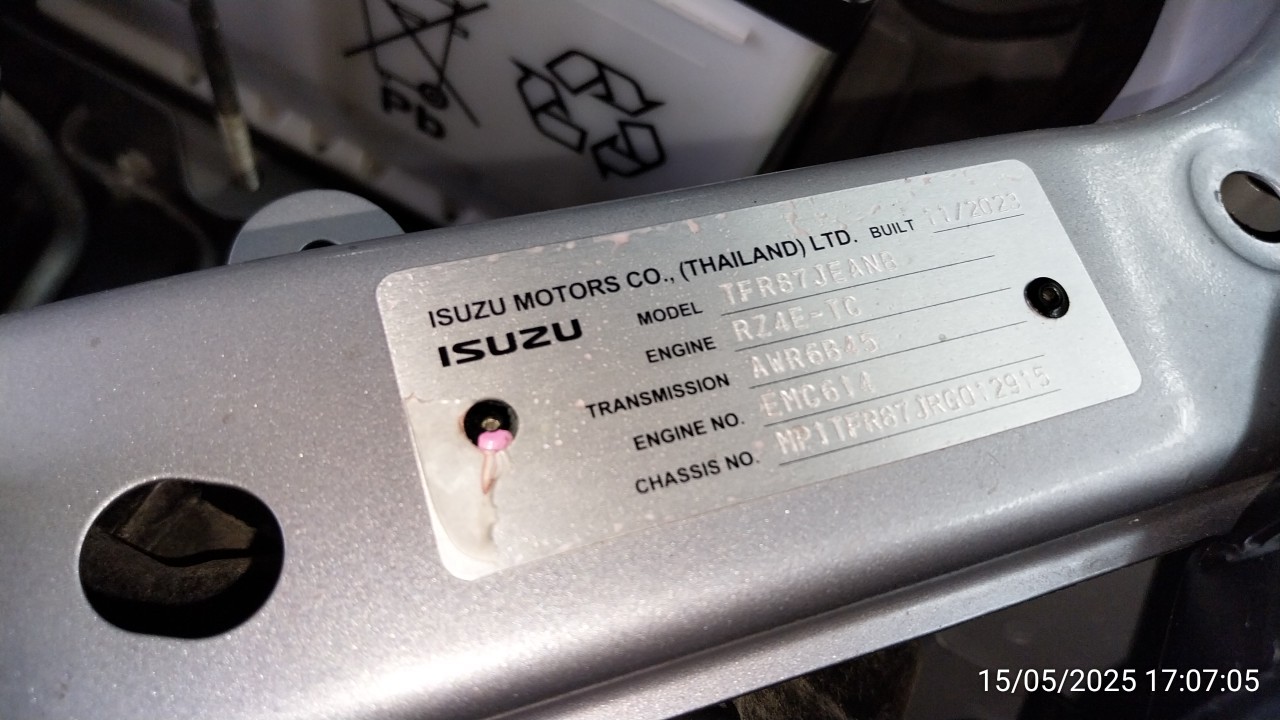 Pb
ISUZU MOTORS CO., (THAILAND) LTD. BUILT 11/2023
ISUZU
MODEL TFR87JEANR
ENGINE RZ4E-TC
TRANSMISSION AWR6B45
ENGINE NO. EMC614
CHASSIS NO. MP1TFR87JRG012915
15/05/2025 17:07:05